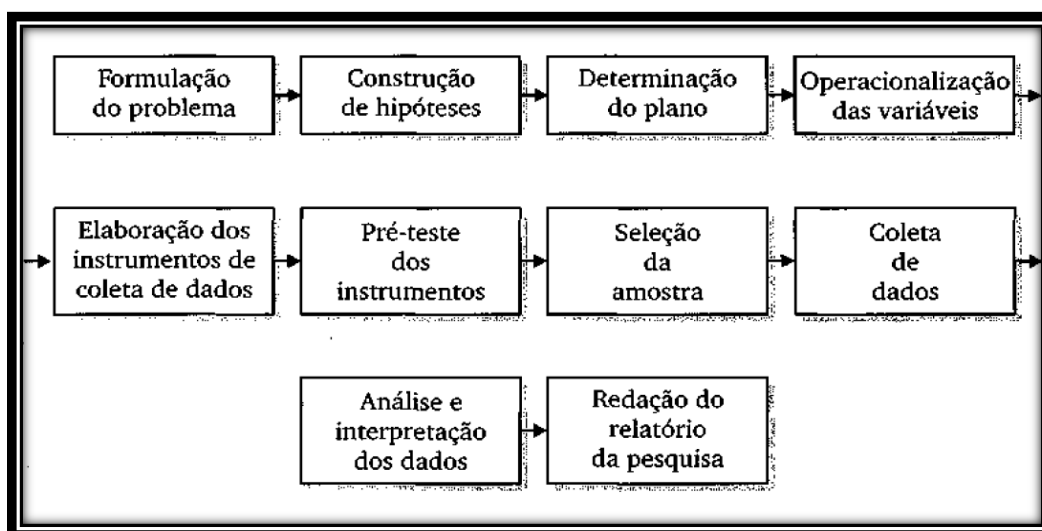 Formulação
do problema
Construção
de hipóteses
Determinação
do plano
Operacionalização
das variáveis
Elaboração dos
instrumentos de
coleta de dados
Pré-teste
dos
instrumentos
Seleção
da
amostra
Coleta
de
dados
Análise e
interpretação
dos dados
Redação do
relatório
da pesquisa